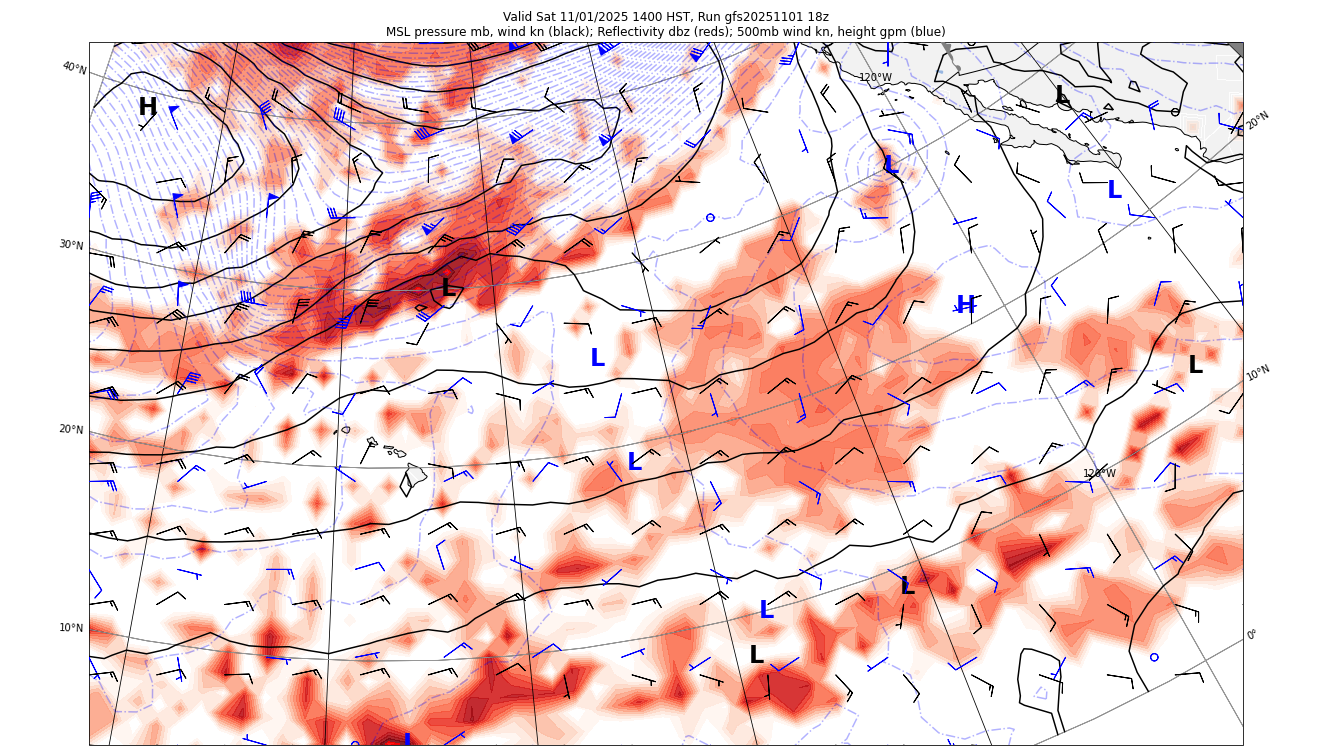 Valid Sat 11/01/2025 1400 HST, Run gfs20251101 18z
MSL pressure mb, wind kn (black); Reflectivity dbz (reds); 500mb wind kn, height gpm (blue)
40°N
120°W
L
H
20°N
L
L
30°N
L
H
L
L
10°N
20°N
L
120°W
L
10°N
L
0°
L
L